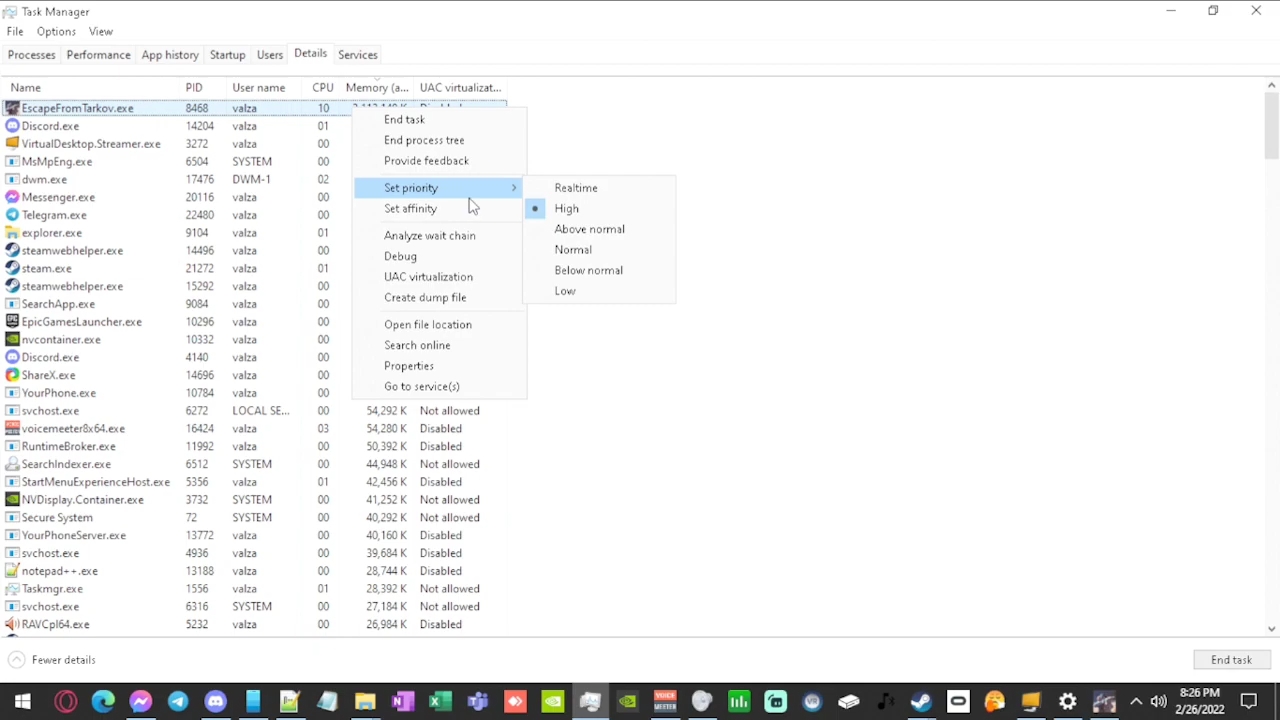 Task Manager
File Options View
Processes Performance App history Startup Users Details Services
Name PID User name CPU Memory (a... UAC virtualizat...
EscapeFromTarkov.exe 8468 valza 10
Discord.exe 14204 valza 01
VirtualDesktop.Streamer.exe 3272 valza 00
MsMpEng.exe 6504 SYSTEM 00
dwm.exe 17476 DWM-1 02
Messenger.exe 20116 valza 00
Telegram.exe 22480 valza 00
explorer.exe 9104 valza 01
steamwebhelper.exe 14496 valza 00
steam.exe 21272 valza 01
steamwebhelper.exe 15292 valza 00
SearchApp.exe 9084 valza 00
EpicGamesLauncher.exe 10296 valza 00
nvcontainer.exe 10332 valza 00
Discord.exe 4140 valza 00
ShareX.exe 14696 valza 00
YourPhone.exe 10784 valza 00
svchost.exe 6272 LOCAL SE... 00 54,292 K Not allowed
voicemeeter8x64.exe 16424 valza 03 54,280 K Disabled
RuntimeBroker.exe 11992 valza 00 50,392 K Disabled
SearchIndexer.exe 6512 SYSTEM 00 44,948 K Not allowed
StartMenuExperienceHost.exe 5356 valza 01 42,456 K Disabled
NVDisplay.Container.exe 3732 SYSTEM 00 41,252 K Not allowed
Secure System 72 SYSTEM 00 40,292 K Not allowed
YourPhoneServer.exe 13772 valza 00 40,160 K Disabled
svchost.exe 4936 valza 00 39,684 K Disabled
notepad++.exe 13188 valza 00 28,744 K Disabled
Taskmgr.exe 1556 valza 01 28,392 K Not allowed
svchost.exe 6316 SYSTEM 00 27,184 K Not allowed
RAVCpl64.exe 5232 valza 00 26,984 K Disabled
End task
End process tree
Provide feedback
Set priority
Set affinity
Analyze wait chain
Debug
UAC virtualization
Create dump file
Open file location
Search online
Properties
Go to service(s)
Realtime
High
Above normal
Normal
Below normal
Low
Fewer details
End task
VOICE
MEETER
8:26 PM
2/26/2022